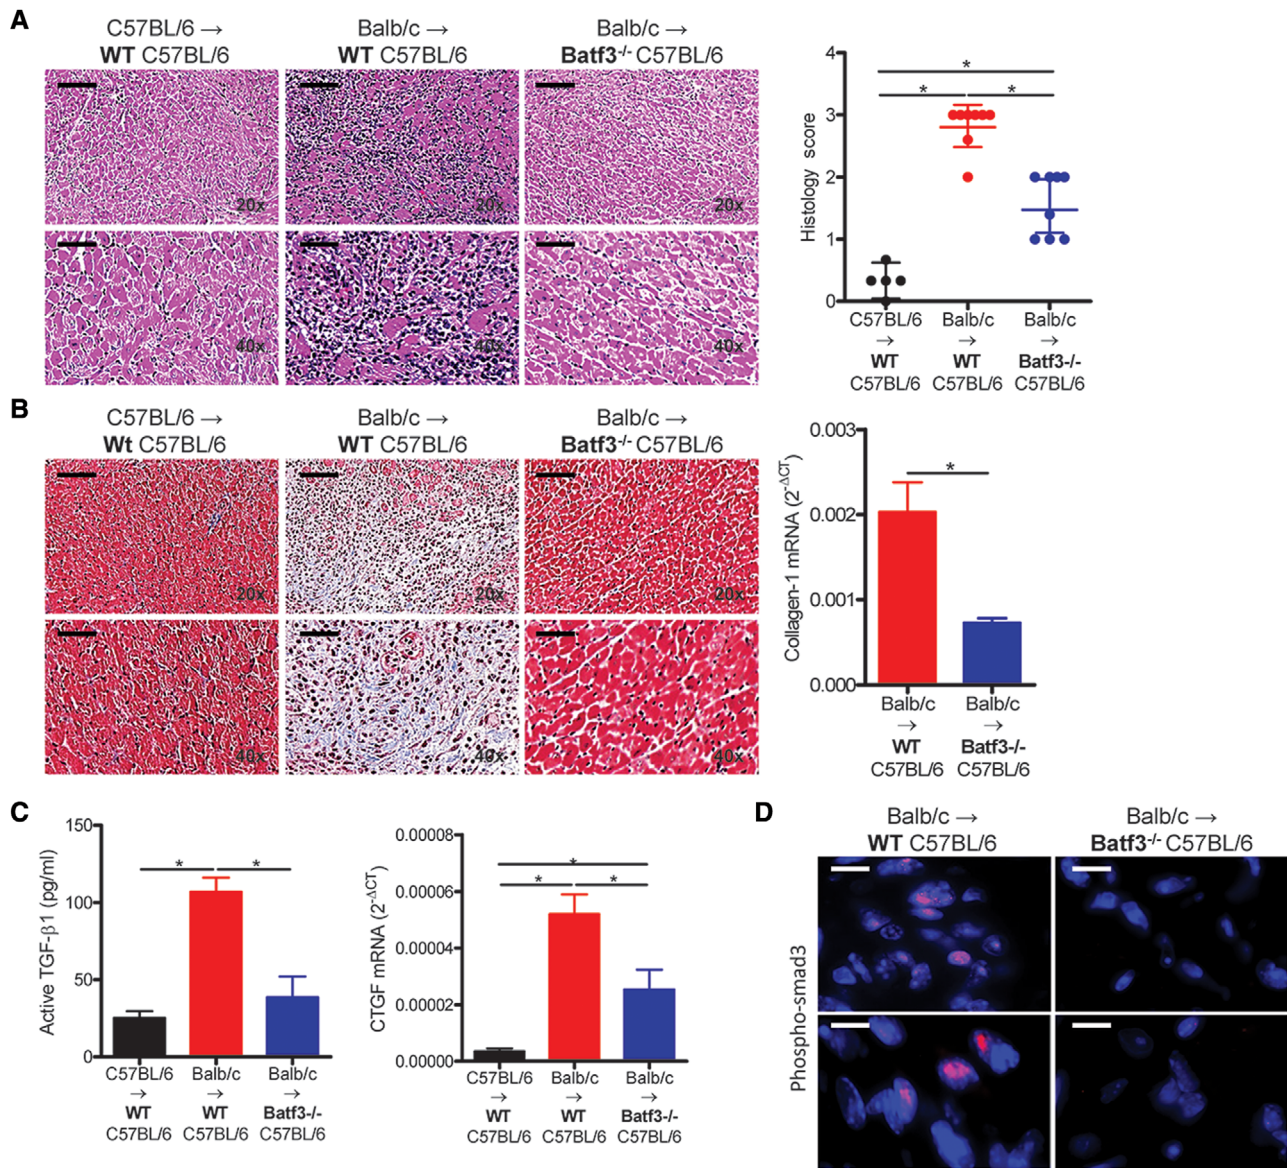 A
C57BL/6 →
WT C57BL/6
Balb/c →
WT C57BL/6
Balb/c →
Batf3-/- C57BL/6
20x
20x
20x
40x
40x
40x
Histology score
4
3
2
1
0
*
*
*
C57BL/6
→
WT
C57BL/6
Balb/c
→
WT
C57BL/6
Balb/c
→
Batf3-/-
C57BL/6
B
C57BL/6 →
Wt C57BL/6
Balb/c →
WT C57BL/6
Balb/c →
Batf3-/- C57BL/6
20x
20x
20x
40x
40x
40x
Collagen-1 mRNA (2-ΔCT)
0.003
0.002
0.001
0.000
*
Balb/c
→
WT
C57BL/6
Balb/c
→
Batf3-/-
C57BL/6
C
Active TGF-β1 (pg/ml)
150
100
50
0
*
*
C57BL/6
→
WT
C57BL/6
Balb/c
→
WT
C57BL/6
Balb/c
→
Batf3-/-
C57BL/6
CTGF mRNA (2-ΔCT)
0.00008
0.00006
0.00004
0.00002
0.00000
*
*
*
C57BL/6
→
WT
C57BL/6
Balb/c
→
WT
C57BL/6
Balb/c
→
Batf3-/-
C57BL/6
D
Balb/c →
WT C57BL/6
Balb/c →
Batf3-/- C57BL/6
Phospho-smad3